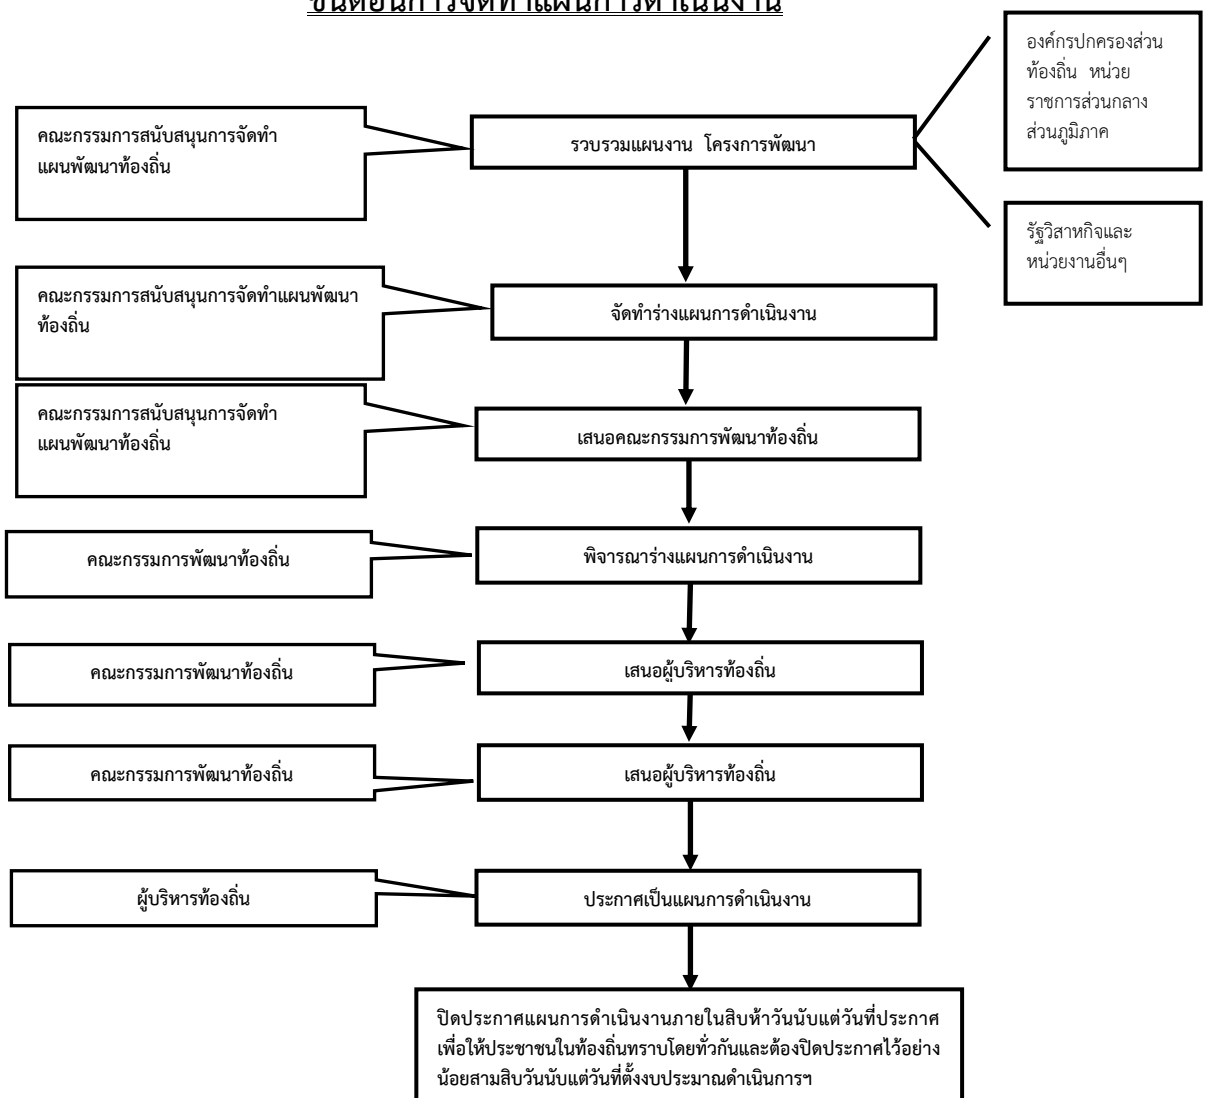 ขั้นตอนการจัดทำแผนการดำเนินงาน
องค์กรปกครองส่วน
ท้องถิ่น หน่วย
ราชการส่วนกลาง
ส่วนภูมิภาค
คณะกรรมการสนับสนุนการจัดทำ
แผนพัฒนาท้องถิ่น
รวบรวมแผนงาน โครงการพัฒนา
รัฐวิสาหกิจและ
หน่วยงานอื่นๆ
คณะกรรมการสนับสนุนการจัดทำแผนพัฒนา
ท้องถิ่น
จัดทำร่างแผนการดำเนินงาน
คณะกรรมการสนับสนุนการจัดทำ
แผนพัฒนาท้องถิ่น
เสนอคณะกรรมการพัฒนาท้องถิ่น
คณะกรรมการพัฒนาท้องถิ่น
พิจารณาร่างแผนการดำเนินงาน
คณะกรรมการพัฒนาท้องถิ่น
เสนอผู้บริหารท้องถิ่น
คณะกรรมการพัฒนาท้องถิ่น
เสนอผู้บริหารท้องถิ่น
ผู้บริหารท้องถิ่น
ประกาศเป็นแผนการดำเนินงาน
ปิดประกาศแผนการดำเนินงานภายในสิบห้าวันนับแต่วันที่ประกาศ
เพื่อให้ประชาชนในท้องถิ่นทราบโดยทั่วกันและต้องปิดประกาศไว้อย่าง
น้อยสามสิบวันนับแต่วันที่ตั้งงบประมาณดำเนินการฯ